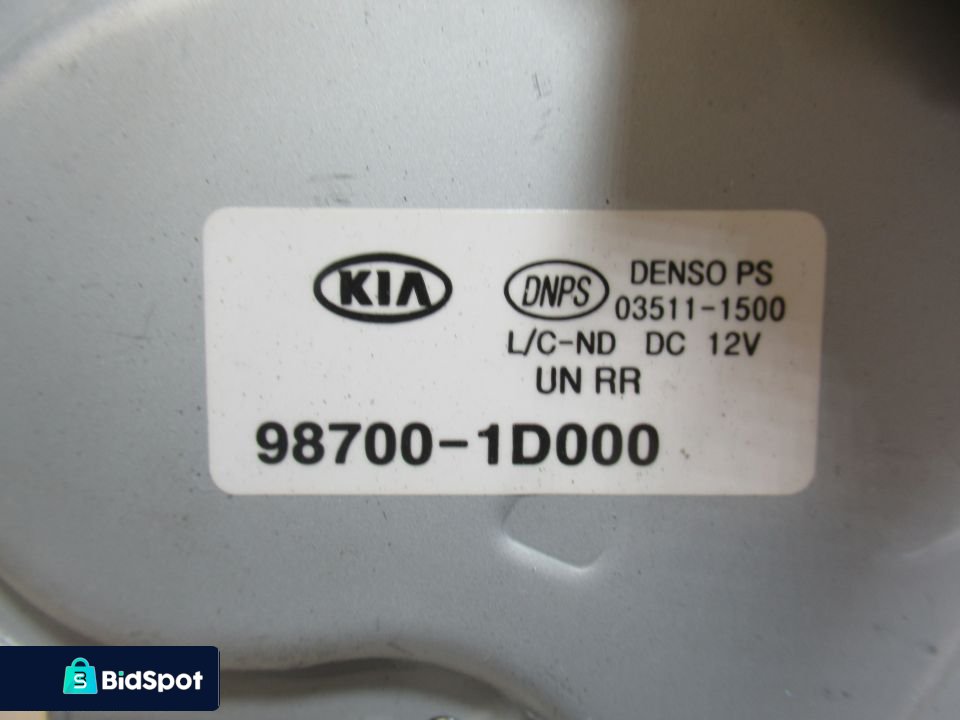 KIA
DNPS
DENSO PS
03511-1500
L/C-ND DC 12V
UN RR
98700-1D000
BidSpot